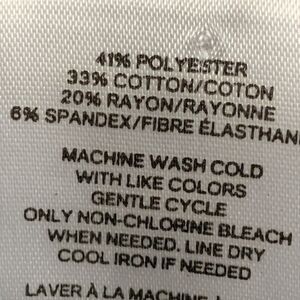 41% POLYESTER
33% COTTON/COTON
20% RAYON/RAYONNE
6% SPANDEX/FIBRE ÉLASTHAN
MACHINE WASH COLD
WITH LIKE COLORS
GENTLE CYCLE
ONLY NON-CHLORINE BLEACH
WHEN NEEDED. LINE DRY
COOL IRON IF NEEDED
LAVER À LA MACHINE